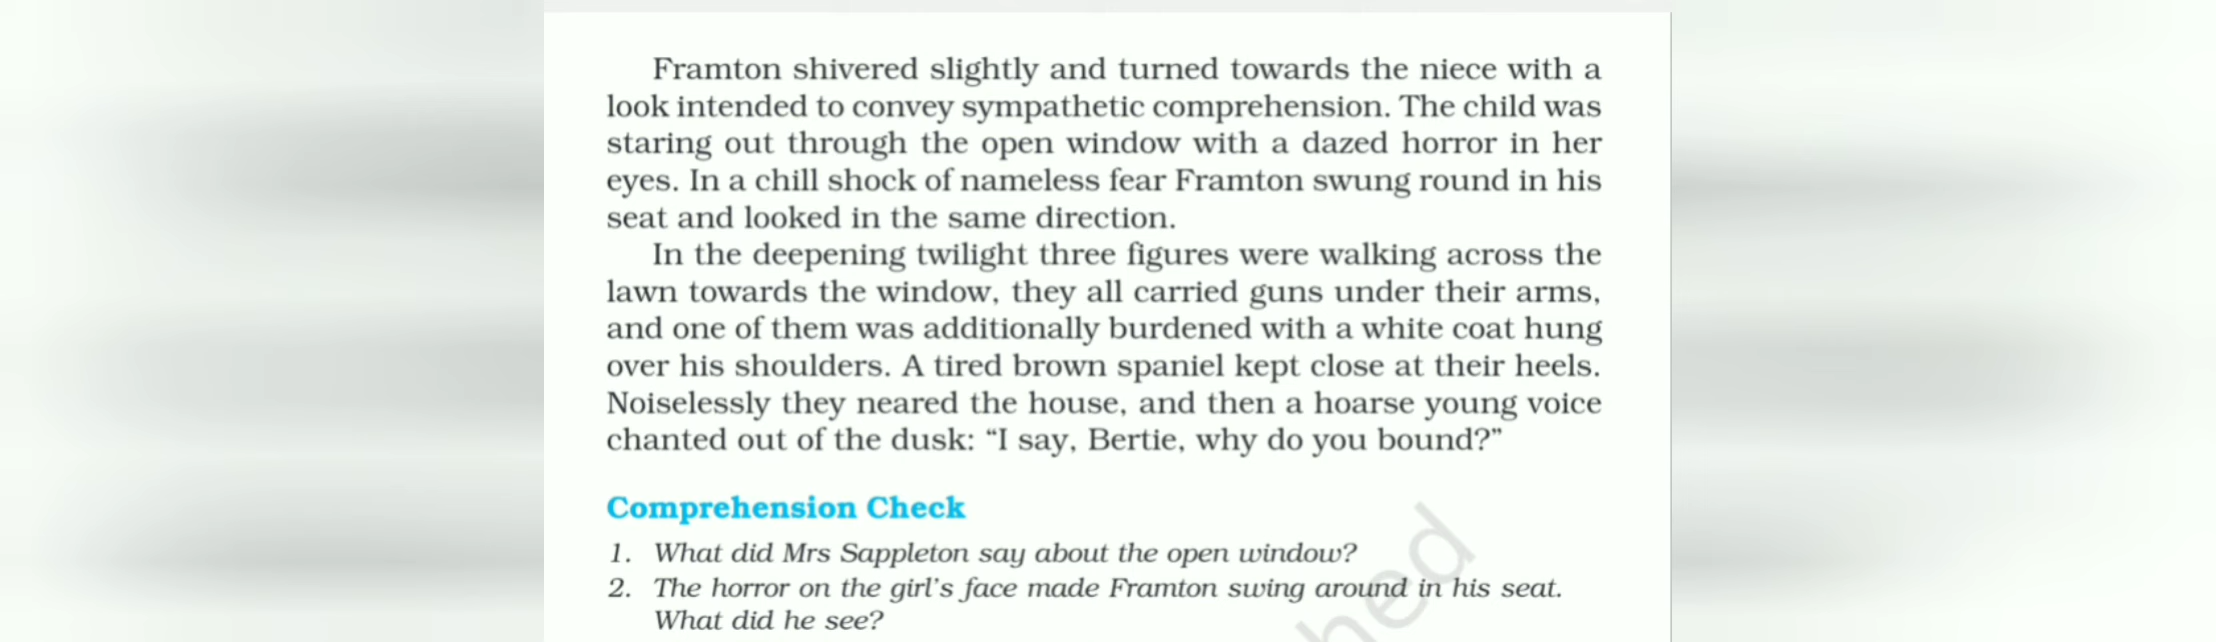 Framton shivered slightly and turned towards the niece with a
look intended to convey sympathetic comprehension. The child was
staring out through the open window with a dazed horror in her
eyes. In a chill shock of nameless fear Framton swung round in his
seat and looked in the same direction.
In the deepening twilight three figures were walking across the
lawn towards the window, they all carried guns under their arms,
and one of them was additionally burdened with a white coat hung
over his shoulders. A tired brown spaniel kept close at their heels.
Noiselessly they neared the house, and then a hoarse young voice
chanted out of the dusk: “I say, Bertie, why do you bound?”
Comprehension Check
1. What did Mrs Sappleton say about the open window?
2. The horror on the girl's face made Framton swing around in his seat.
What did he see?